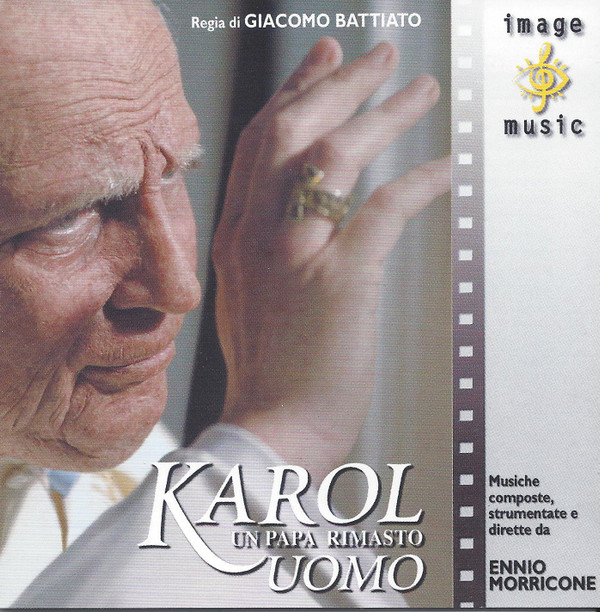 Regia di GIACOMO BATTIATO
image
music
KAROL
UN PAPA RIMASTO
UOMO
Musiche
composte,
strumentate e
dirette da
ENNIO
MORRICONE